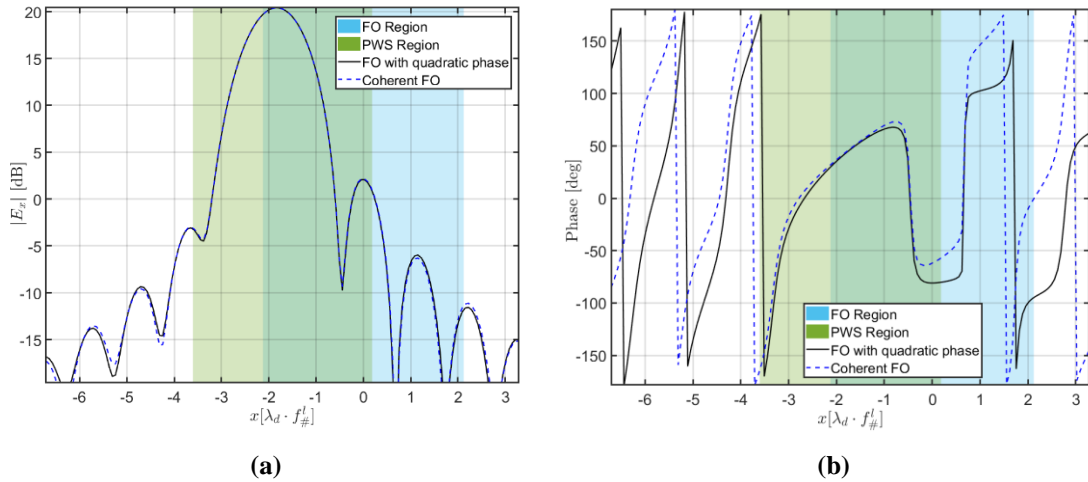 20
15
10
5
0
-5
-10
-15
|E_x| [dB]
-6 -5 -4 -3 -2 -1 0 1 2 3
x[λ_d · f_#^l]
FO Region
PWS Region
FO with quadratic phase
Coherent FO
(a)
150
100
50
0
-50
-100
-150
Phase [deg]
-6 -5 -4 -3 -2 -1 0 1 2 3
x[λ_d · f_#^l]
FO Region
PWS Region
FO with quadratic phase
Coherent FO
(b)